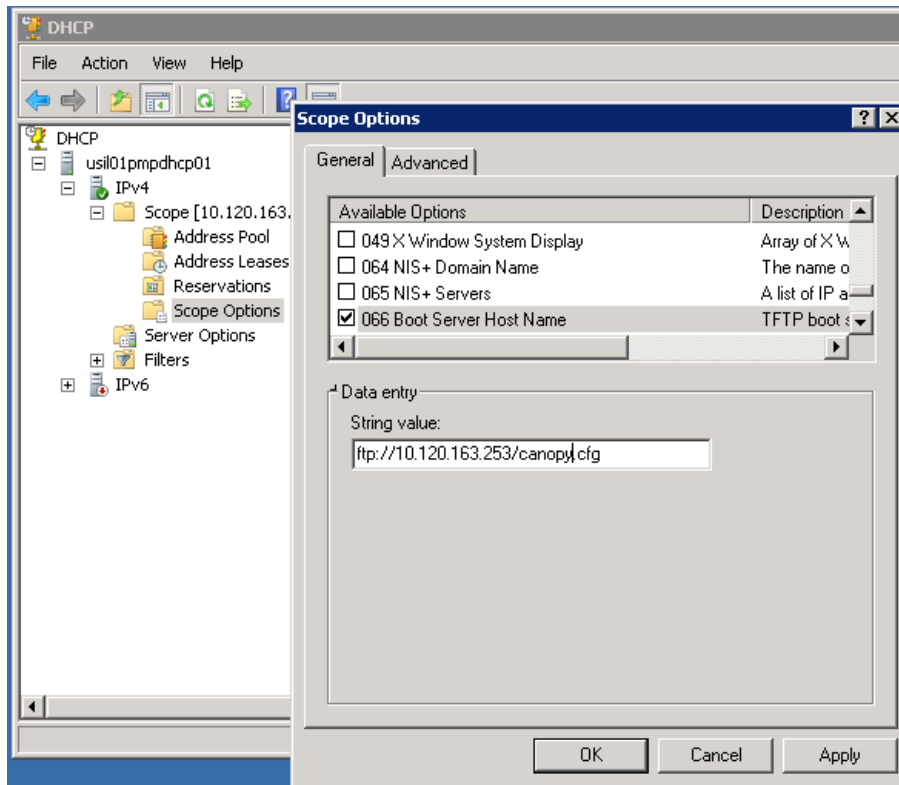 DHCP
File Action View Help
DHCP
usil01pmpdhcp01
IPv4
Scope [10.120.163.
Address Pool
Address Leases
Reservations
Scope Options
Server Options
Filters
IPv6
Scope Options
General Advanced
Available Options Description
049 X Window System Display Array of X W
064 NIS+ Domain Name The name o
065 NIS+ Servers A list of IP a
066 Boot Server Host Name TFTP boot s
Data entry
String value:
ftp://10.120.163.253/canopy.cfg
OK Cancel Apply